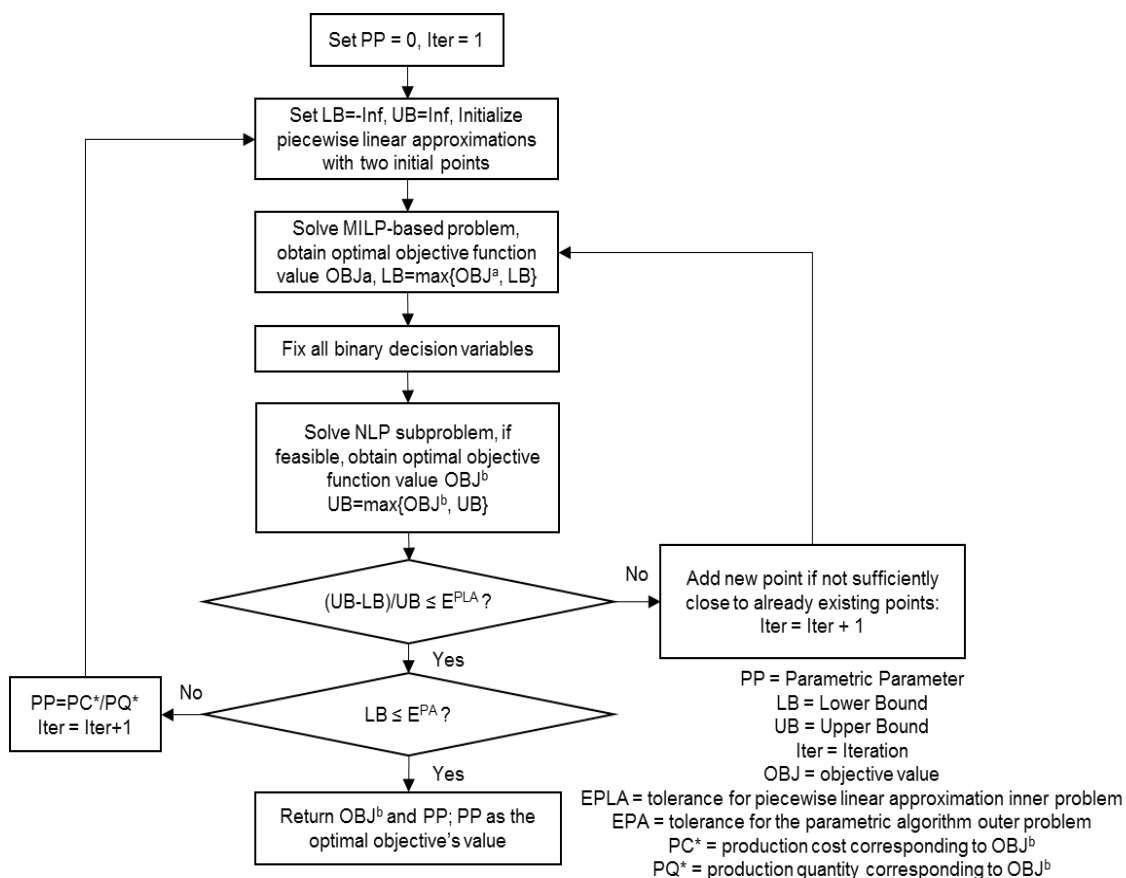 Set PP = 0, Iter = 1
Set LB=-Inf, UB=Inf, Initialize
piecewise linear approximations
with two initial points
Solve MILP-based problem,
obtain optimal objective function
value OBJa, LB=max{OBJᵃ, LB}
Fix all binary decision variables
Solve NLP subproblem, if
feasible, obtain optimal objective
function value OBJᵇ
UB=max{OBJᵇ, UB}
(UB-LB)/UB ≤ Eᴾᴸᴬ ?
No
Add new point if not sufficiently
close to already existing points:
Iter = Iter + 1
Yes
LB ≤ Eᴾᴬ ?
No
PP=PC*/PQ*
Iter = Iter+1
Yes
Return OBJᵇ and PP; PP as the
optimal objective's value
PP = Parametric Parameter
LB = Lower Bound
UB = Upper Bound
Iter = Iteration
OBJ = objective value
EPLA = tolerance for piecewise linear approximation inner problem
EPA = tolerance for the parametric algorithm outer problem
PC* = production cost corresponding to OBJᵇ
PQ* = production quantity corresponding to OBJᵇ